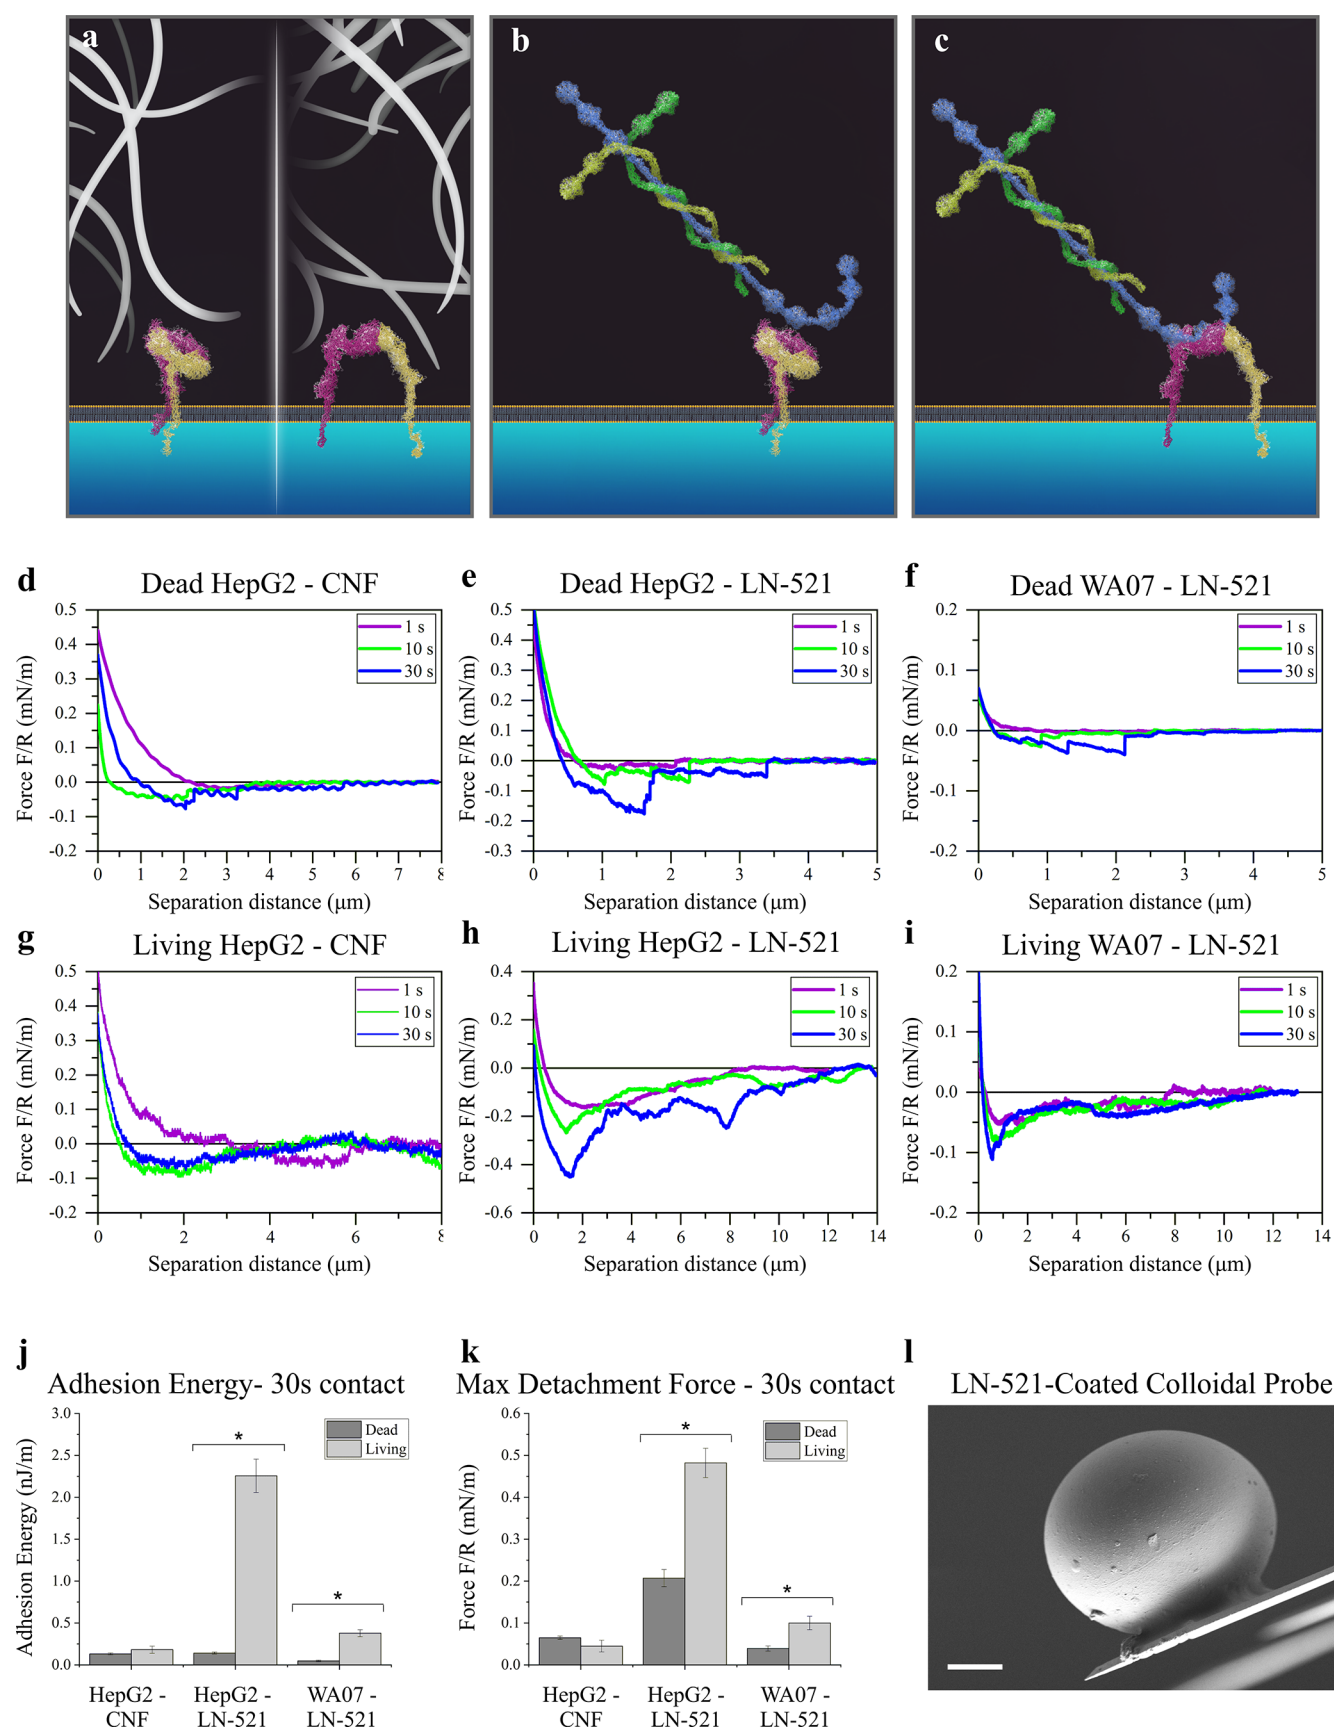 a
b
c
d
Dead HepG2 - CNF
e
Dead HepG2 - LN-521
f
Dead WA07 - LN-521
Force F/R (mN/m)
0.5
0.4
0.3
0.2
0.1
0.0
-0.1
-0.2
1 s
10 s
30 s
0 1 2 3 4 5 6 7 8
Separation distance (μm)
Force F/R (mN/m)
0.5
0.4
0.3
0.2
0.1
0.0
-0.1
-0.2
-0.3
1 s
10 s
30 s
0 1 2 3 4 5
Separation distance (μm)
Force F/R (mN/m)
0.2
0.1
0.0
-0.1
-0.2
1 s
10 s
30 s
0 1 2 3 4 5
Separation distance (μm)
g
Living HepG2 - CNF
h
Living HepG2 - LN-521
i
Living WA07 - LN-521
Force F/R (mN/m)
0.5
0.4
0.3
0.2
0.1
0.0
-0.1
-0.2
1 s
10 s
30 s
0 2 4 6 8
Separation distance (μm)
Force F/R (mN/m)
0.4
0.2
0.0
-0.2
-0.4
-0.6
1 s
10 s
30 s
0 2 4 6 8 10 12 14
Separation distance (μm)
Force F/R (mN/m)
0.2
0.1
0.0
-0.1
-0.2
1 s
10 s
30 s
0 2 4 6 8 10 12 14
Separation distance (μm)
j
Adhesion Energy- 30s contact
Adhesion Energy (nJ/m)
3.0
2.5
2.0
1.5
1.0
0.5
0.0
Dead
Living
*
*
HepG2 -
CNF
HepG2 -
LN-521
WA07 -
LN-521
k
Max Detachment Force - 30s contact
Force F/R (mN/m)
0.6
0.5
0.4
0.3
0.2
0.1
0.0
Dead
Living
*
*
HepG2 -
CNF
HepG2 -
LN-521
WA07 -
LN-521
l
LN-521-Coated Colloidal Probe